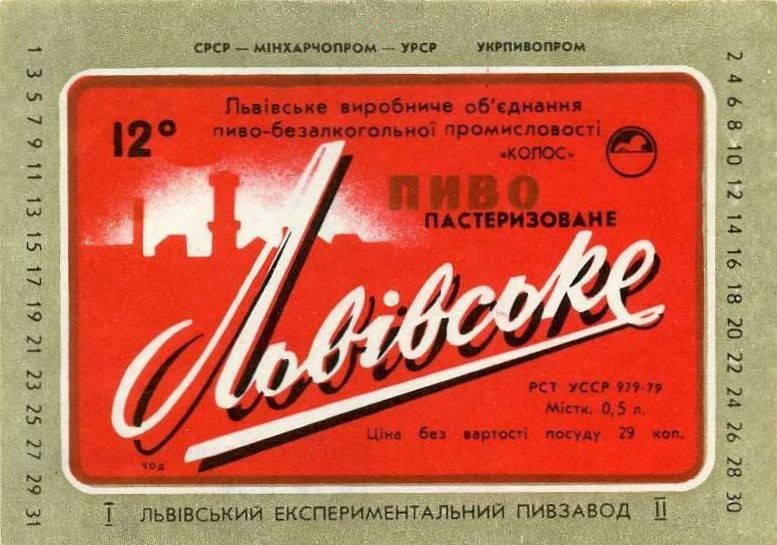 СРСР — МІНХАРЧОПРОМ — УРСР УКРПИВОПРОМ
12°
Львівське виробниче об'єднання
пиво-безалкогольної промисловості
«КОЛОС»
ПИВО
ПАСТЕРИЗОВАНЕ
Львівське
РСТ УССР 979-79
Містк. 0,5 л.
Ціна без вартості посуду 29 коп.
ЧОД
I ЛЬВІВСЬКИЙ ЕКСПЕРИМЕНТАЛЬНИЙ ПИВЗАВОД II
1 3 5 7 9 11 13 15 17 19 21 23 25 27 29 31
2 4 6 8 10 12 14 16 18 20 22 24 26 28 30